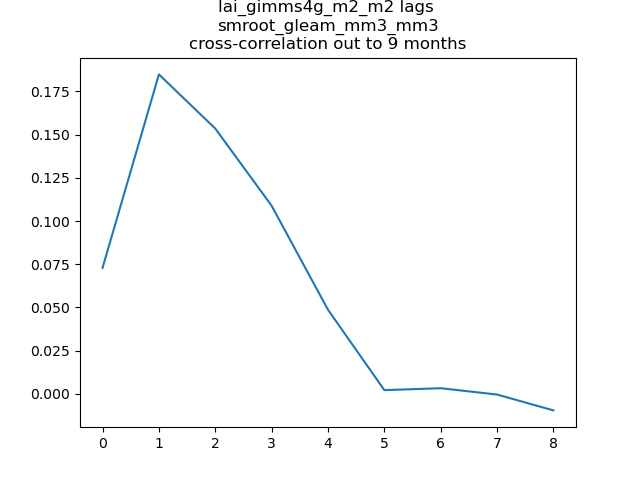 lai_gimms4g_m2_m2 lags
smroot_gleam_mm3_mm3
cross-correlation out to 9 months
0.175
0.150
0.125
0.100
0.075
0.050
0.025
0.000
0 1 2 3 4 5 6 7 8